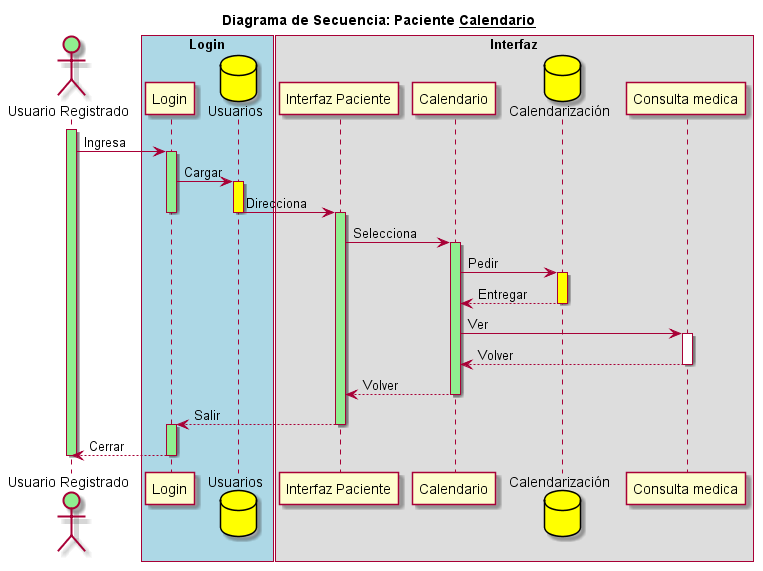 Diagrama de Secuencia: Paciente Calendario
Login
Interfaz
Usuario Registrado
Login
Usuarios
Interfaz Paciente
Calendario
Calendarización
Consulta medica
Ingresa
Cargar
Direcciona
Selecciona
Pedir
Entregar
Ver
Volver
Volver
Salir
Cerrar
Usuario Registrado
Login
Usuarios
Interfaz Paciente
Calendario
Calendarización
Consulta medica